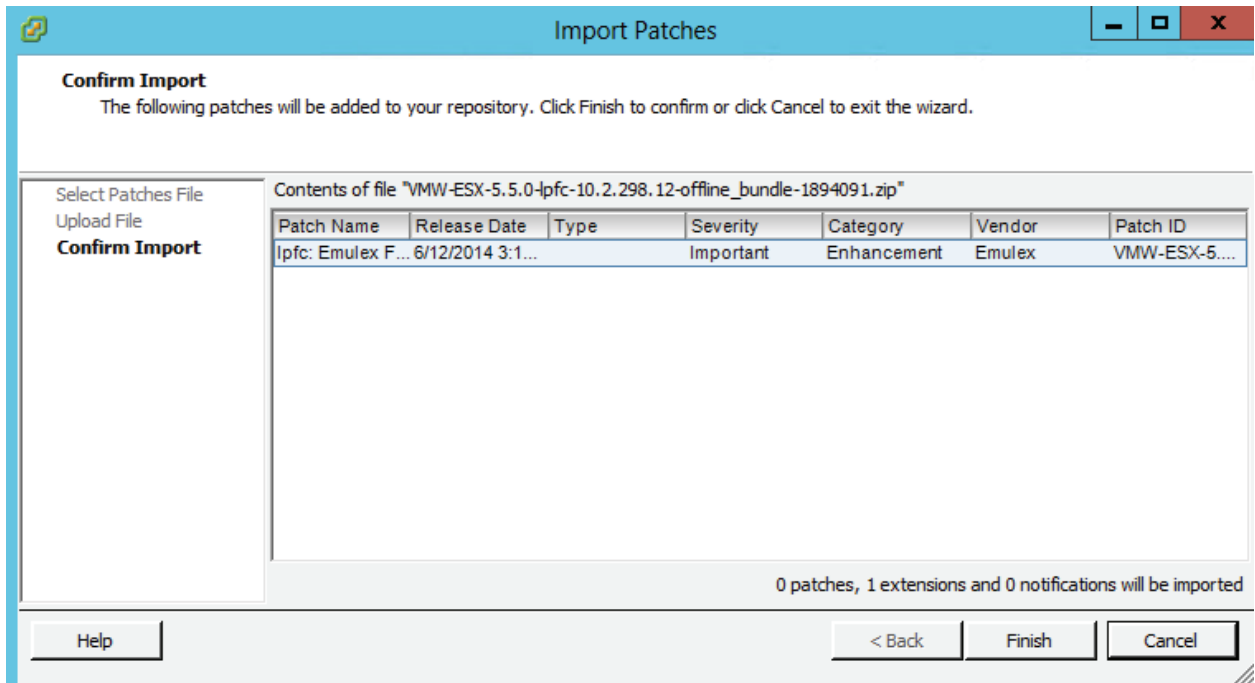 Import Patches
Confirm Import
The following patches will be added to your repository. Click Finish to confirm or click Cancel to exit the wizard.
Select Patches File
Upload File
Confirm Import
Contents of file "VMW-ESX-5.5.0-lpfc-10.2.298.12-offline_bundle-1894091.zip"
Patch Name Release Date Type Severity Category Vendor Patch ID
lpfc: Emulex F... 6/12/2014 3:1... Important Enhancement Emulex VMW-ESX-5....
0 patches, 1 extensions and 0 notifications will be imported
Help < Back Finish Cancel